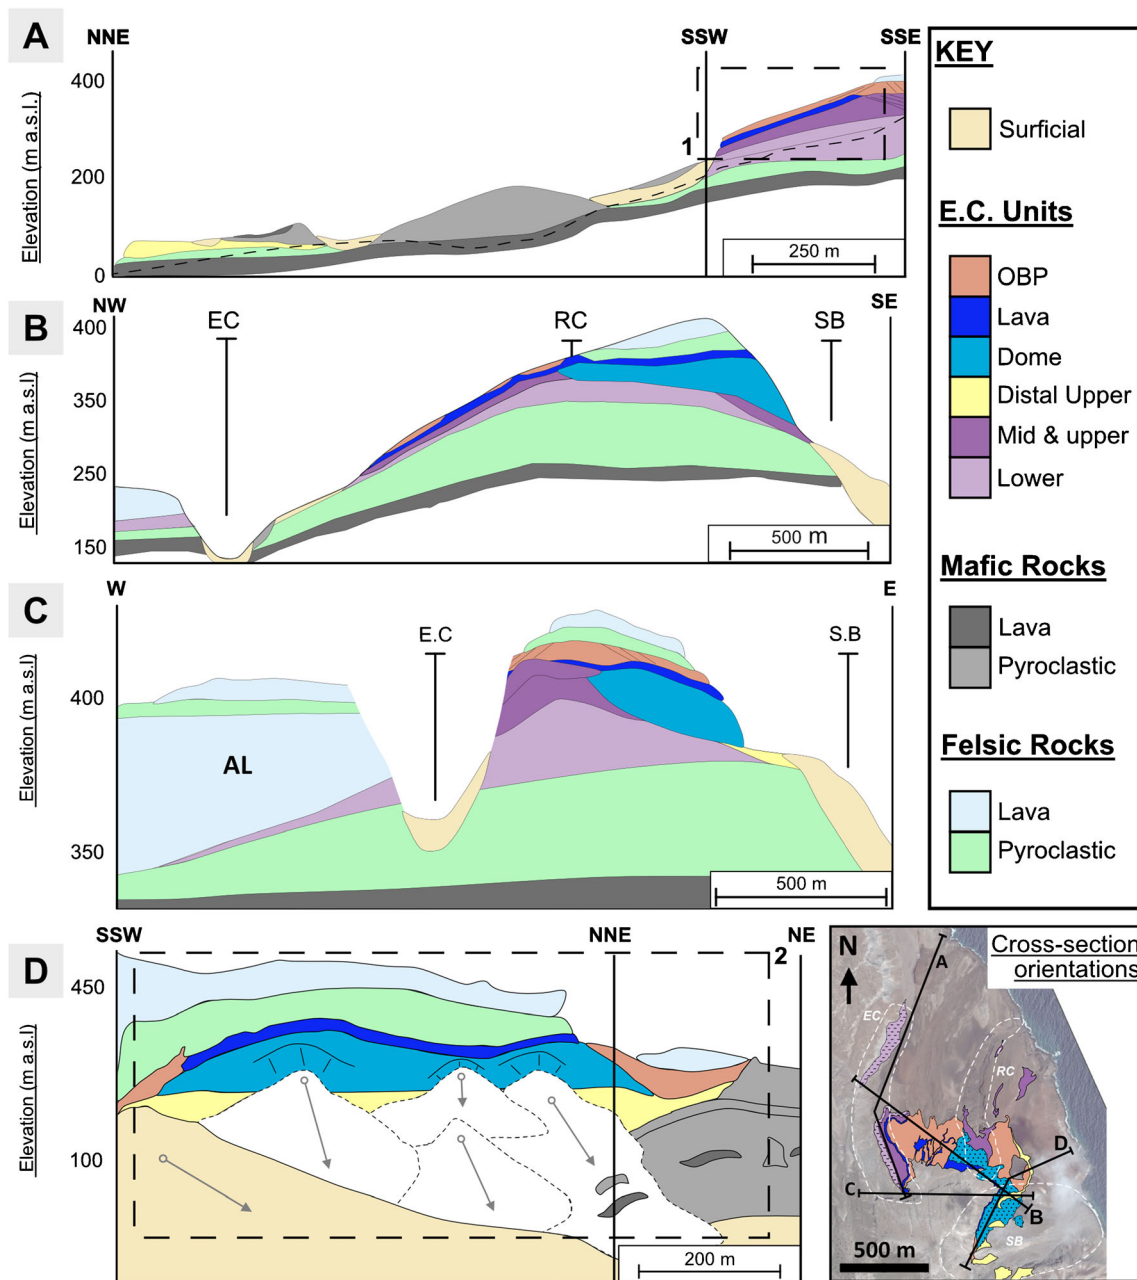 A
NNE
SSW
SSE
Elevation (m a.s.l.)
400
200
0
1
250 m
B
NW
SE
EC
RC
SB
Elevation (m a.s.l.)
400
350
250
150
500 m
C
W
E
E.C
S.B
Elevation (m a.s.l)
400
350
AL
500 m
D
SSW
NNE
NE
2
Elevation (m a.s.l)
450
100
200 m
KEY
Surficial
E.C. Units
OBP
Lava
Dome
Distal Upper
Mid & upper
Lower
Mafic Rocks
Lava
Pyroclastic
Felsic Rocks
Lava
Pyroclastic
N
Cross-section
orientations
A
EC
RC
D
C
B
SB
500 m